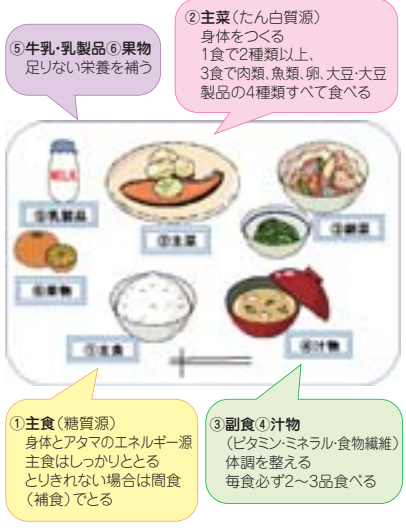 ②主菜(たん白質源)
身体をつくる
1食で2種類以上、
3食で肉類、魚類、卵、大豆・大豆
製品の4種類すべて食べる
⑤牛乳・乳製品⑥果物
足りない栄養を補う
MILK
⑤乳製品
②主菜
③副菜
⑥果物
①主食
④汁物
①主食(糖質源)
身体とアタマのエネルギー源
主食はしっかりととる
とりきれない場合は間食
(補食)でとる
③副食④汁物
(ビタミン・ミネラル・食物繊維)
体調を整える
毎食必ず2〜3品食べる